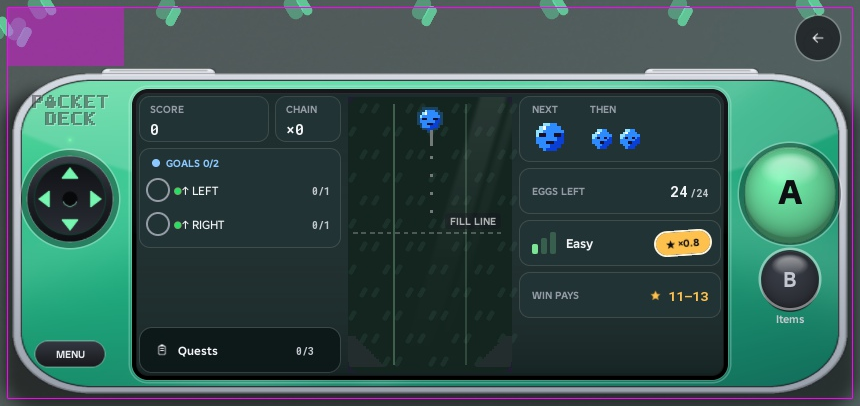 POCKET
DECK
SCORE
0
CHAIN
×0
GOALS 0/2
↑ LEFT 0/1
↑ RIGHT 0/1
Quests 0/3
MENU
FILL LINE
NEXT THEN
EGGS LEFT 24/24
Easy ★ ×0.8
WIN PAYS ★ 11–13
A
B
Items